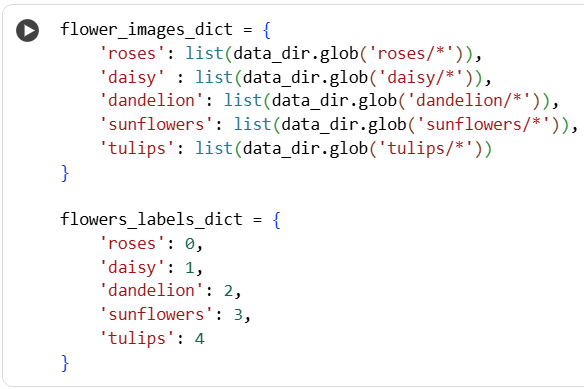 flower_images_dict = {
    'roses': list(data_dir.glob('roses/*')),
    'daisy' : list(data_dir.glob('daisy/*')),
    'dandelion': list(data_dir.glob('dandelion/*')),
    'sunflowers': list(data_dir.glob('sunflowers/*')),
    'tulips': list(data_dir.glob('tulips/*'))
}

flowers_labels_dict = {
    'roses': 0,
    'daisy': 1,
    'dandelion': 2,
    'sunflowers': 3,
    'tulips': 4
}